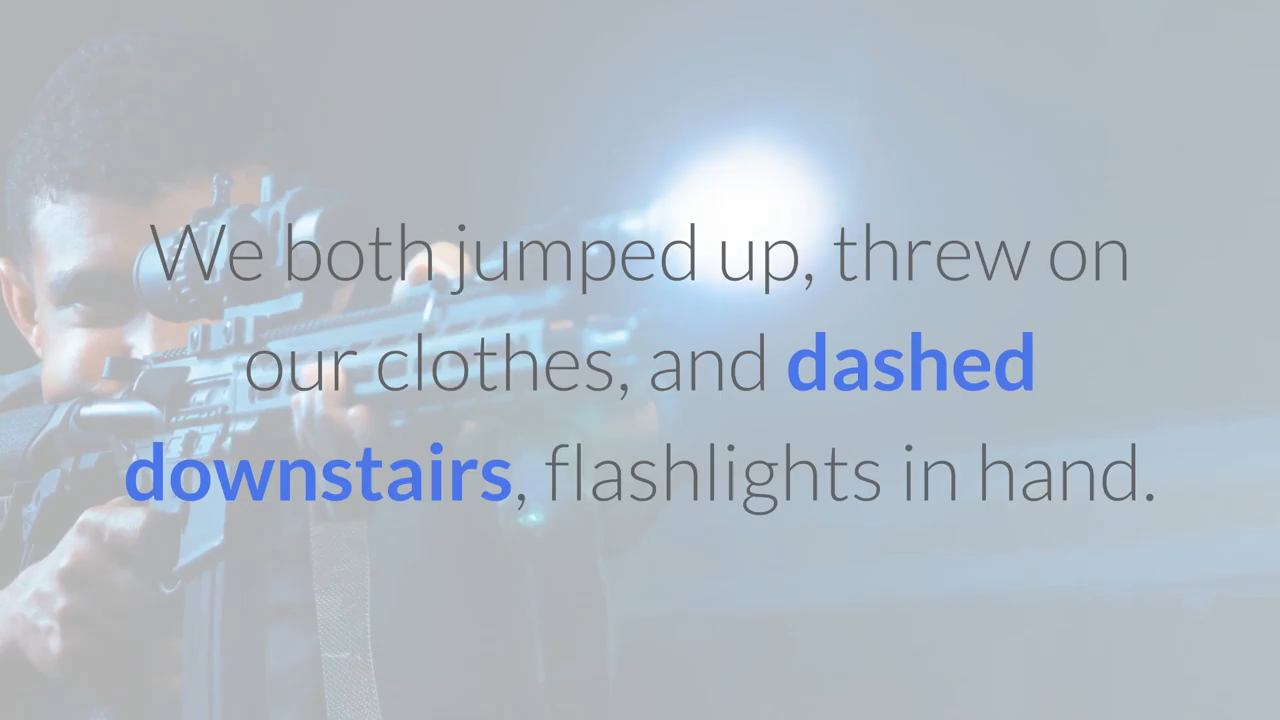 We both jumped up, threw on
our clothes, and dashed
downstairs, flashlights in hand.